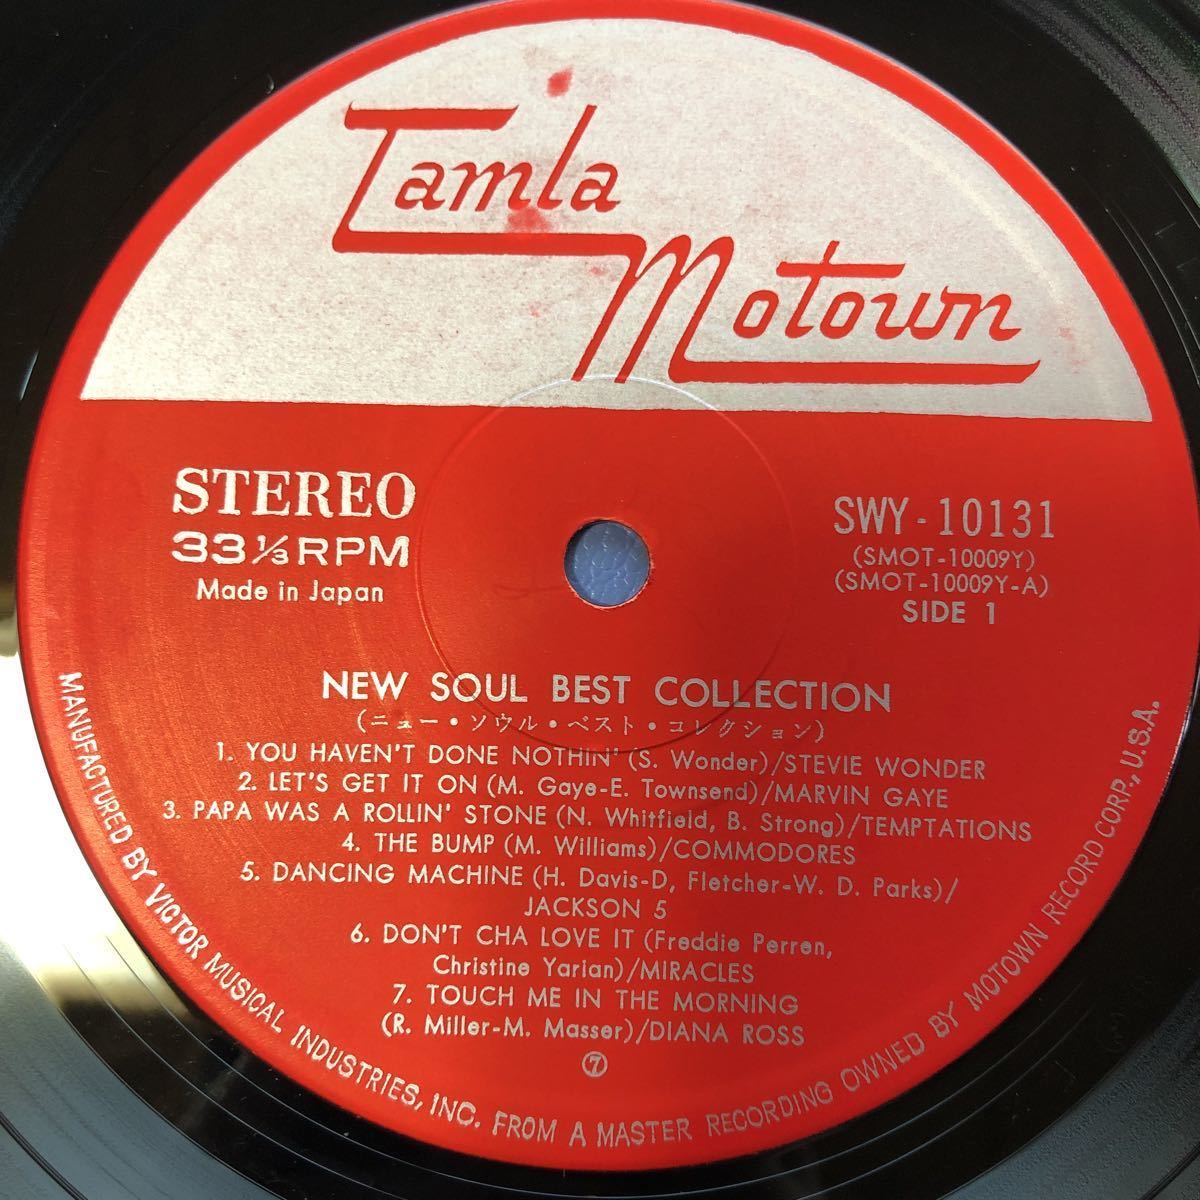 Tamla
Motown
STEREO
33 1/3 RPM
Made in Japan
SWY-10131
(SMOT-10009Y)
(SMOT-10009Y-A)
SIDE 1
NEW SOUL BEST COLLECTION
(ニュー・ソウル・ベスト・コレクション)
1. YOU HAVEN'T DONE NOTHIN' (S. Wonder)/STEVIE WONDER
2. LET'S GET IT ON (M. Gaye-E. Townsend)/MARVIN GAYE
3. PAPA WAS A ROLLIN' STONE (N. Whitfield, B. Strong)/TEMPTATIONS
4. THE BUMP (M. Williams)/COMMODORES
5. DANCING MACHINE (H. Davis-D, Fletcher-W. D. Parks)/
JACKSON 5
6. DON'T CHA LOVE IT (Freddie Perren,
Christine Yarian)/MIRACLES
7. TOUCH ME IN THE MORNING
(R. Miller-M. Masser)/DIANA ROSS
⑦
MANUFACTURED BY VICTOR MUSICAL INDUSTRIES, INC. FROM A MASTER RECORDING OWNED BY MOTOWN RECORD CORP., U.S.A.